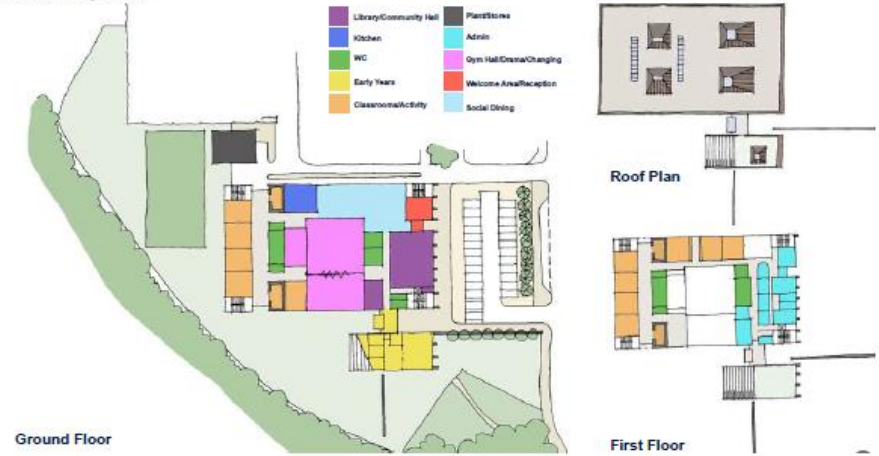 Library/Community Hall
Kitchen
WC
Early Years
Classrooms/Activity
Plant/Stores
Admin
Gym Hall/Drama/Changing
Welcome Area/Reception
Social Dining
Roof Plan
Ground Floor
First Floor